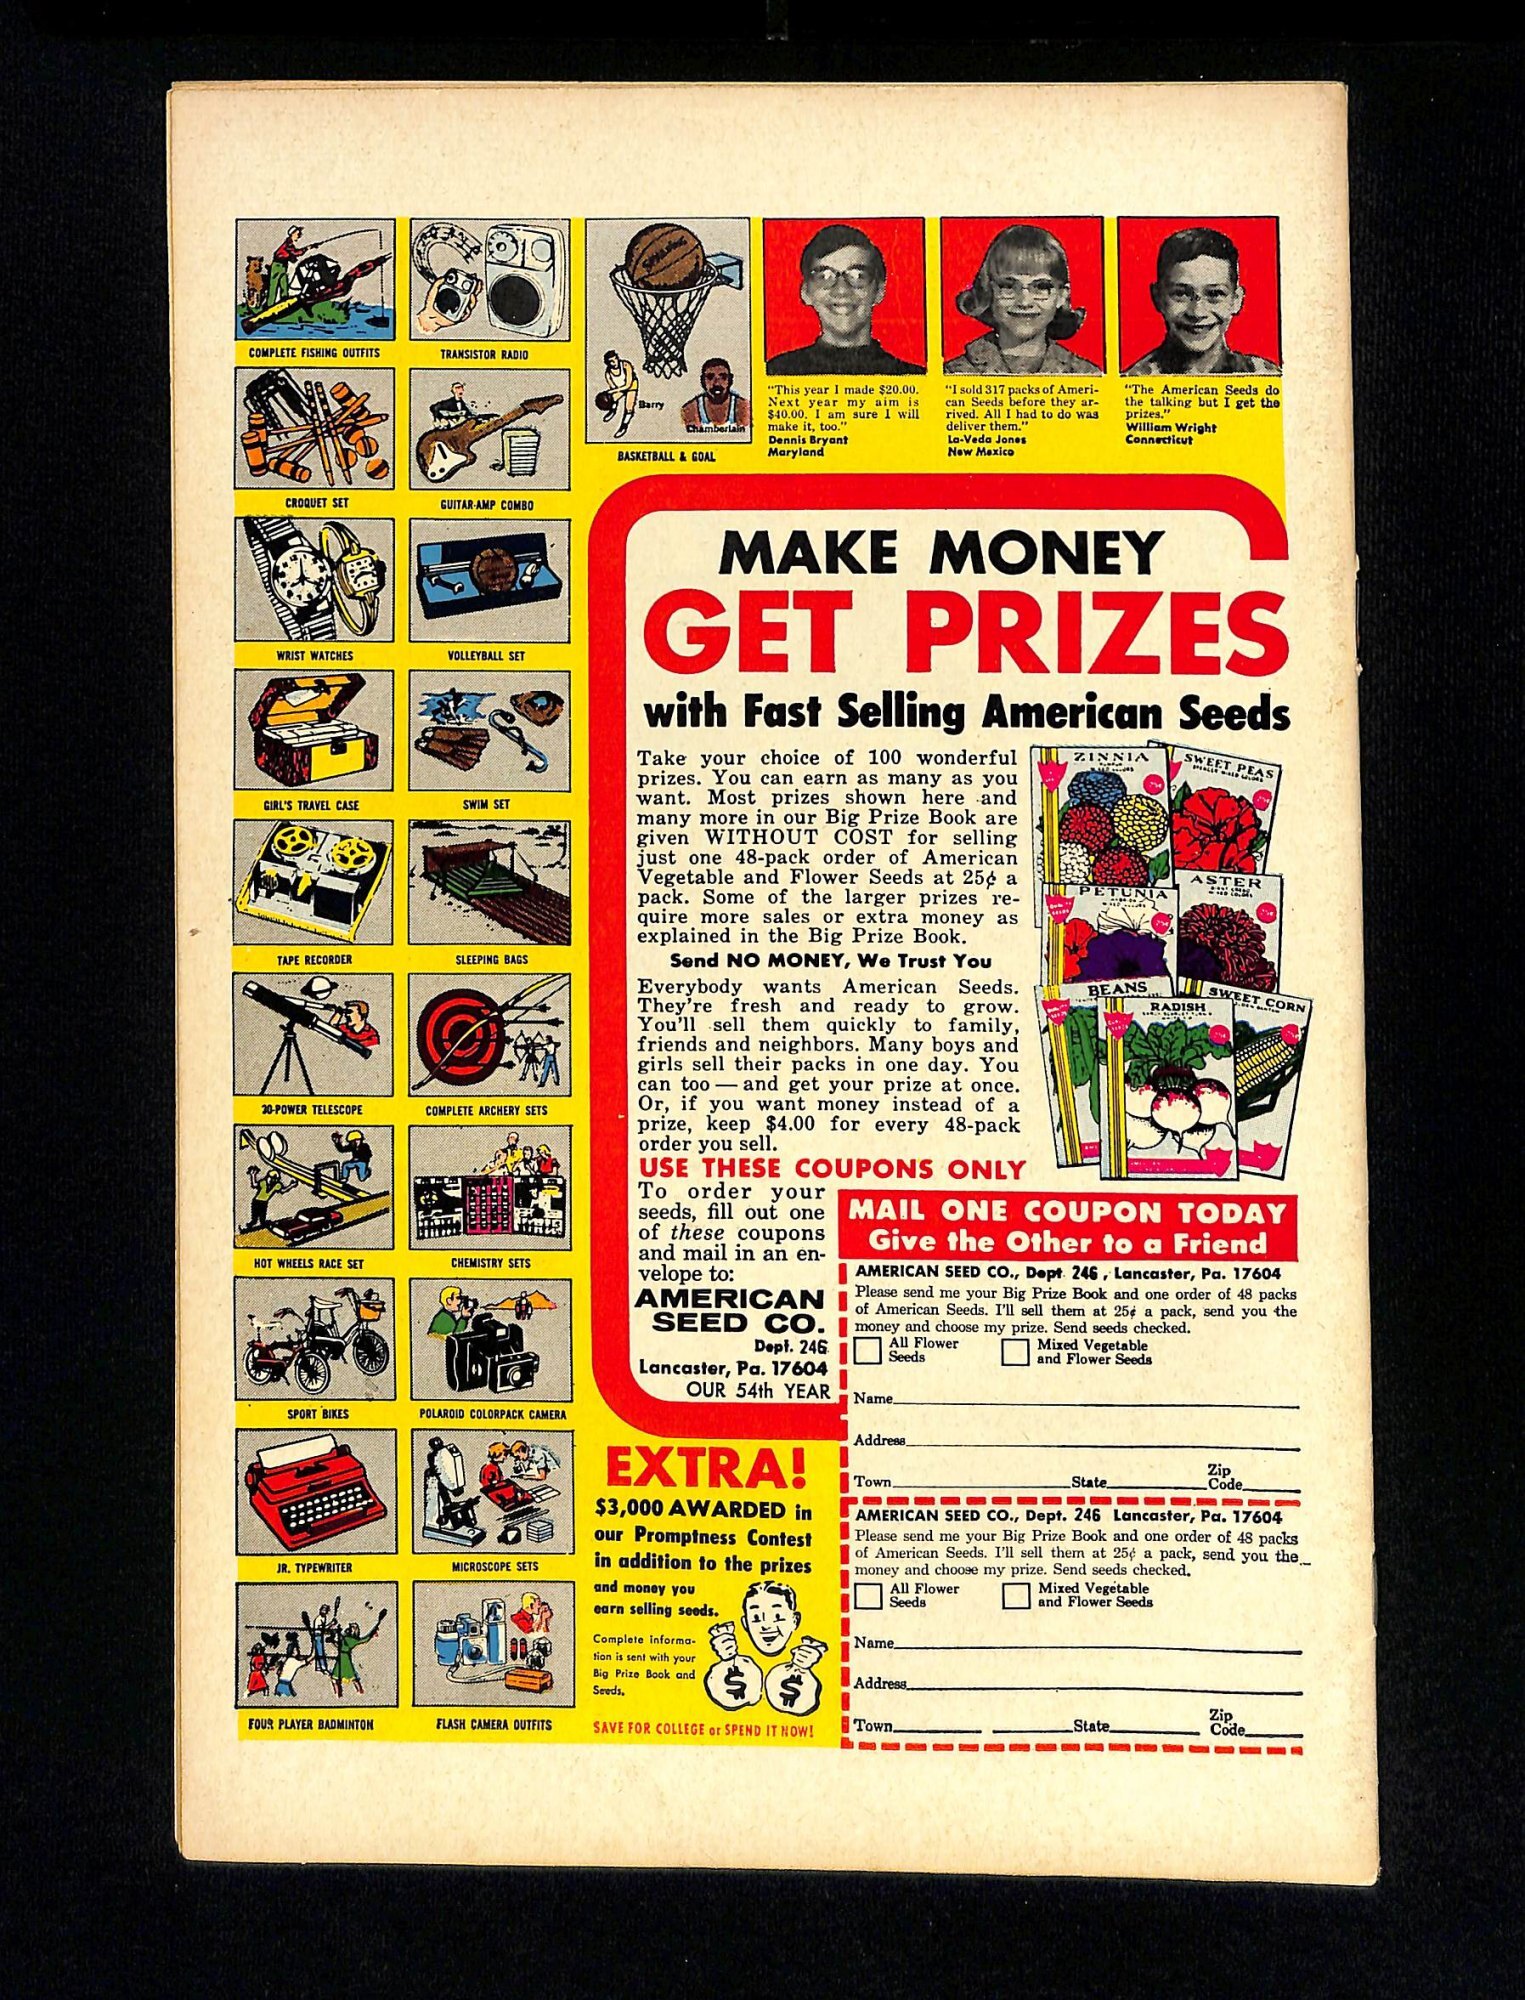 COMPLETE FISHING OUTFITS
TRANSISTOR RADIO
CROQUET SET
GUITAR-AMP COMBO
WRIST WATCHES
VOLLEYBALL SET
GIRL'S TRAVEL CASE
SWIM SET
TAPE RECORDER
SLEEPING BAGS
30-POWER TELESCOPE
COMPLETE ARCHERY SETS
HOT WHEELS RACE SET
CHEMISTRY SETS
SPORT BIKES
POLAROID COLORPACK CAMERA
JR. TYPEWRITER
MICROSCOPE SETS
FOUR PLAYER BADMINTON
FLASH CAMERA OUTFITS
SPALDING
Barry
Chamberlain
BASKETBALL & GOAL
"This year I made $20.00.
Next year my aim is
$40.00. I am sure I will
make it, too."
Dennis Bryant
Maryland
"I sold 317 packs of Ameri-
can Seeds before they ar-
rived. All I had to do was
deliver them."
La-Veda Jones
New Mexico
"The American Seeds do
the talking but I get the
prizes."
William Wright
Connecticut
MAKE MONEY
GET PRIZES
with Fast Selling American Seeds
Take your choice of 100 wonderful
prizes. You can earn as many as you
want. Most prizes shown here and
many more in our Big Prize Book are
given WITHOUT COST for selling
just one 48-pack order of American
Vegetable and Flower Seeds at 25¢ a
pack. Some of the larger prizes re-
quire more sales or extra money as
explained in the Big Prize Book.
Send NO MONEY, We Trust You
Everybody wants American Seeds.
They're fresh and ready to grow.
You'll sell them quickly to family,
friends and neighbors. Many boys and
girls sell their packs in one day. You
can too — and get your prize at once.
Or, if you want money instead of a
prize, keep $4.00 for every 48-pack
order you sell.
ZINNIA
SWEET PEAS
PETUNIA
ASTER
BEANS
RADISH
SWEET CORN
USE THESE COUPONS ONLY
To order your
seeds, fill out one
of these coupons
and mail in an en-
velope to:
AMERICAN
SEED CO.
Dept. 246
Lancaster, Pa. 17604
OUR 54th YEAR
MAIL ONE COUPON TODAY
Give the Other to a Friend
AMERICAN SEED CO., Dept. 246, Lancaster, Pa. 17604
Please send me your Big Prize Book and one order of 48 packs
of American Seeds. I'll sell them at 25¢ a pack, send you the
money and choose my prize. Send seeds checked.
All Flower
Seeds
Mixed Vegetable
and Flower Seeds
Name
Address
Town State Zip
Code
AMERICAN SEED CO., Dept. 246 Lancaster, Pa. 17604
Please send me your Big Prize Book and one order of 48 packs
of American Seeds. I'll sell them at 25¢ a pack, send you the
money and choose my prize. Send seeds checked.
All Flower
Seeds
Mixed Vegetable
and Flower Seeds
Name
Address
Town State Zip
Code
EXTRA!
$3,000 AWARDED in
our Promptness Contest
in addition to the prizes
and money you
earn selling seeds.
Complete informa-
tion is sent with your
Big Prize Book and
Seeds.
$ $
SAVE FOR COLLEGE or SPEND IT NOW!